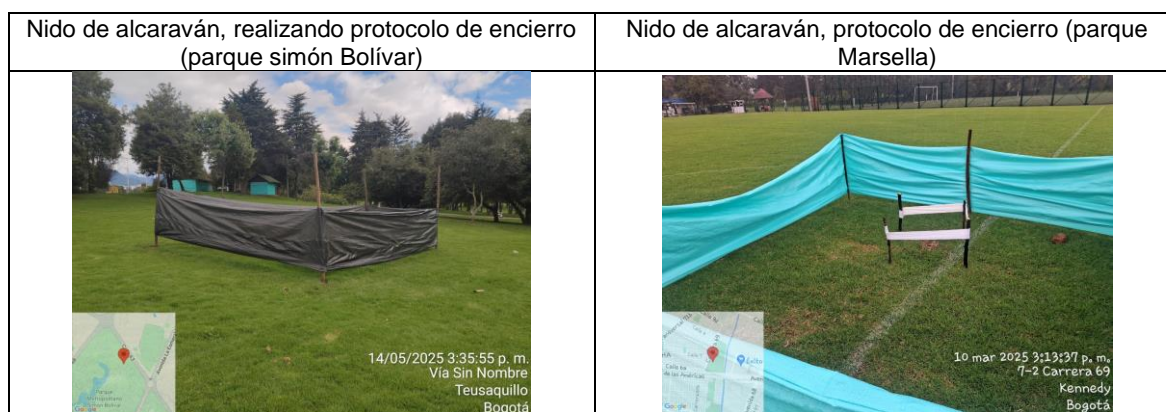 Nido de alcaraván, realizando protocolo de encierro
(parque simón Bolívar)
Nido de alcaraván, protocolo de encierro (parque
Marsella)
14/05/2025 3:35:55 p. m.
Vía Sin Nombre
Teusaquillo
Bogotá
Google
10 mar 2025 3:13:37 p. m.
7-2 Carrera 69
Kennedy
Bogotá
Google